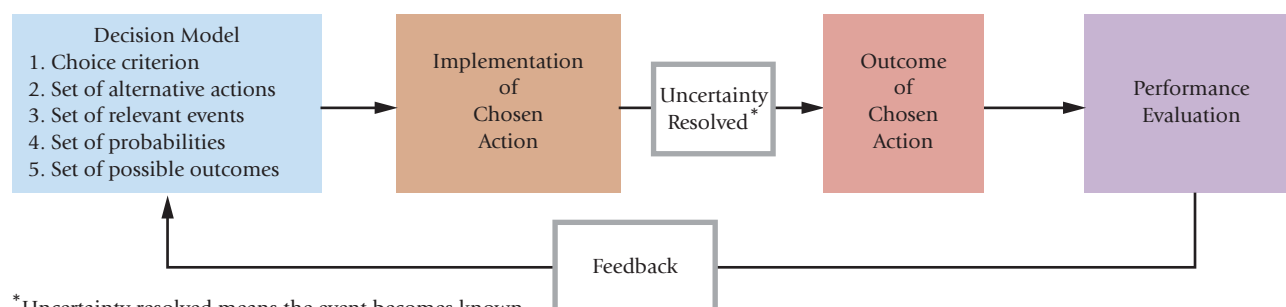 Decision Model
1. Choice criterion
2. Set of alternative actions
3. Set of relevant events
4. Set of probabilities
5. Set of possible outcomes
Implementation
of
Chosen
Action
Uncertainty
Resolved*
Outcome
of
Chosen
Action
Performance
Evaluation
Feedback
*Uncertainty resolved means the event becomes known.